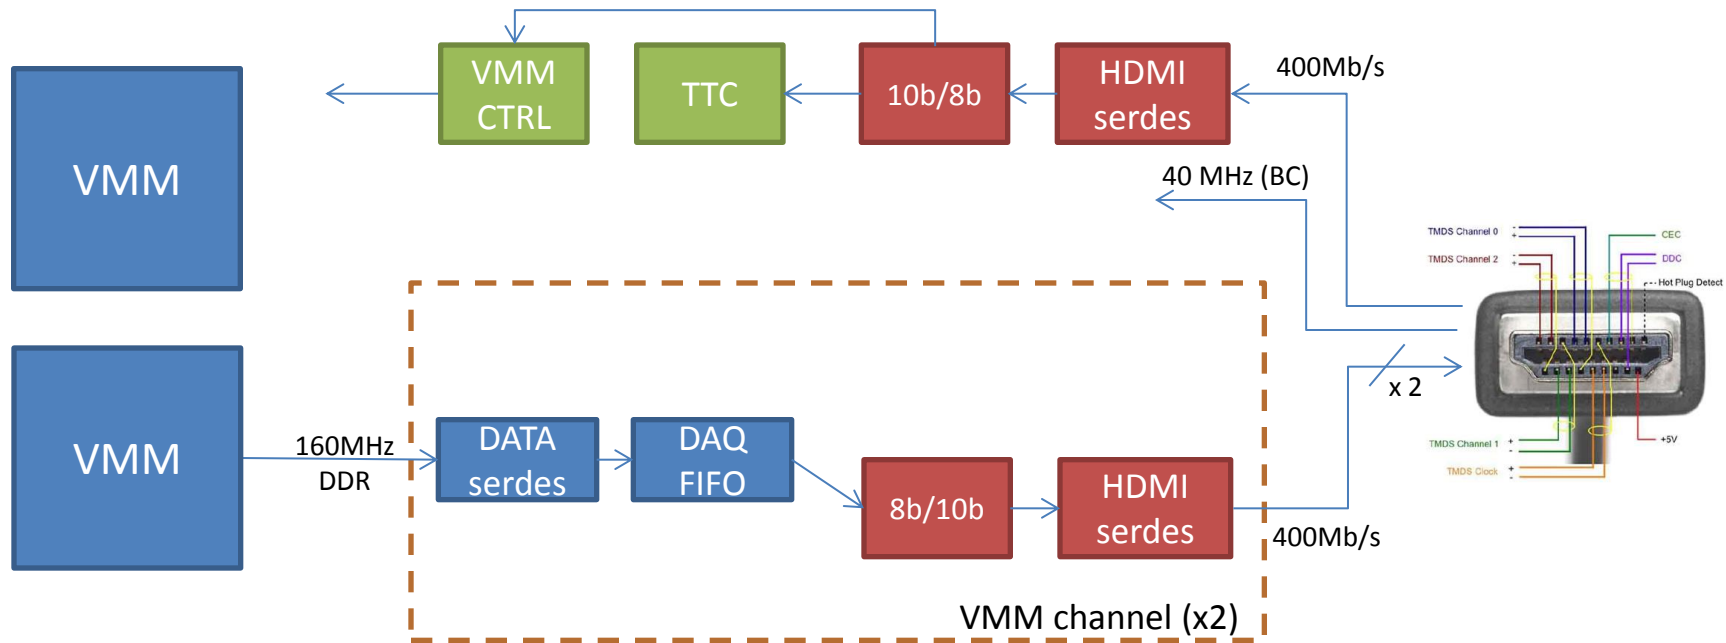 VMM
CTRL
TTC
10b/8b
HDMI
serdes
400Mb/s
VMM
40 MHz (BC)
TMDS Channel 0
-
+
CEC
TMDS Channel 2
-
+
DDC
Hot Plug Detect
VMM
160MHz
DDR
DATA
serdes
DAQ
FIFO
8b/10b
HDMI
serdes
400Mb/s
x 2
TMDS Channel 1
+
-
+5V
TMDS Clock
+
-
VMM channel (x2)